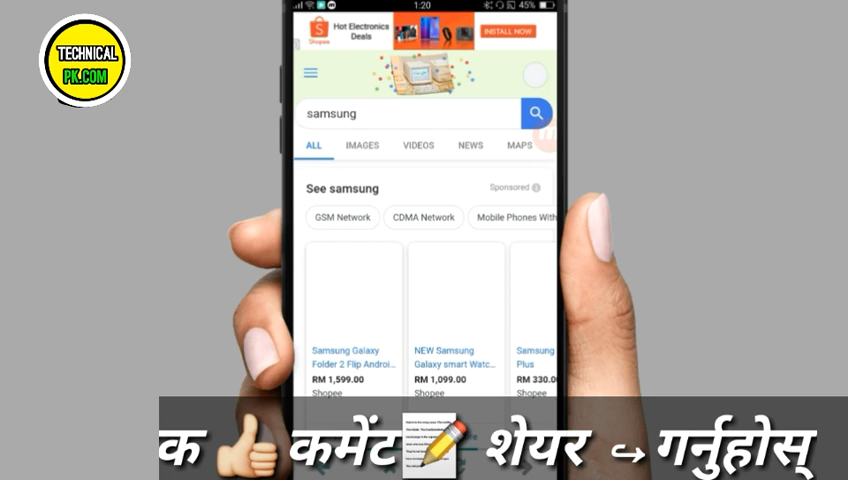 1:20
45%
TECHNICAL
PK.COM
Shopee
Hot Electronics
Deals
INSTALL NOW
samsung
ALL IMAGES VIDEOS NEWS MAPS
See samsung
Sponsored
GSM Network
CDMA Network
Mobile Phones With
Samsung Galaxy
Folder 2 Flip Androi...
RM 1,599.00
Shopee
NEW Samsung
Galaxy smart Watc...
RM 1,099.00
Shopee
Samsung
Plus
RM 330.0
Shopee
क 👍 कमेंट 📝 शेयर ↪ गर्नुहोस्